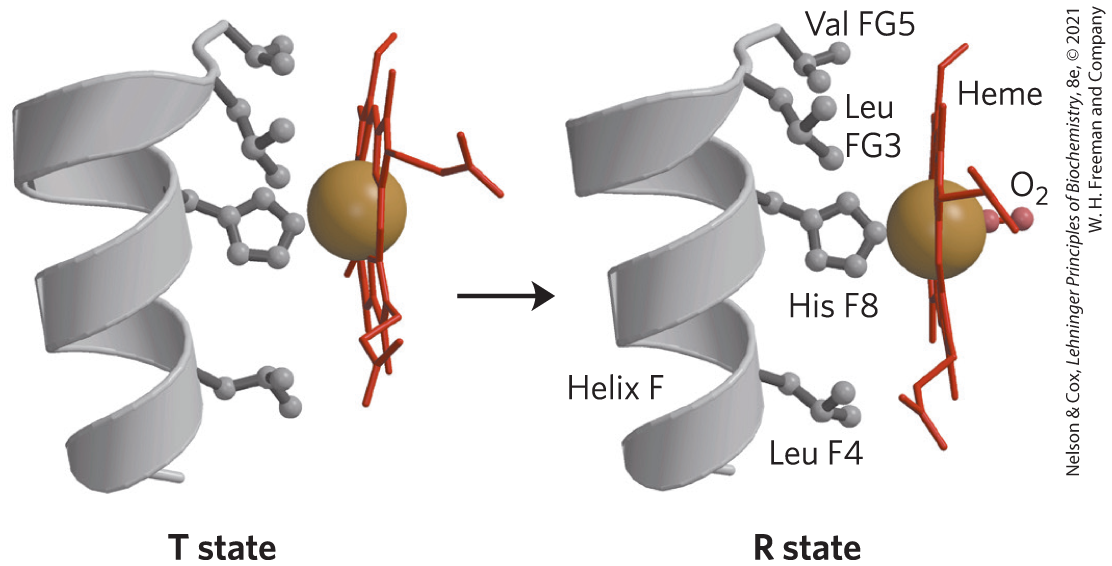 Val FG5
Leu
FG3
Heme
O₂
His F8
Helix F
Leu F4
T state
R state
Nelson & Cox, Lehninger Principles of Biochemistry, 8e, © 2021
W. H. Freeman and Company